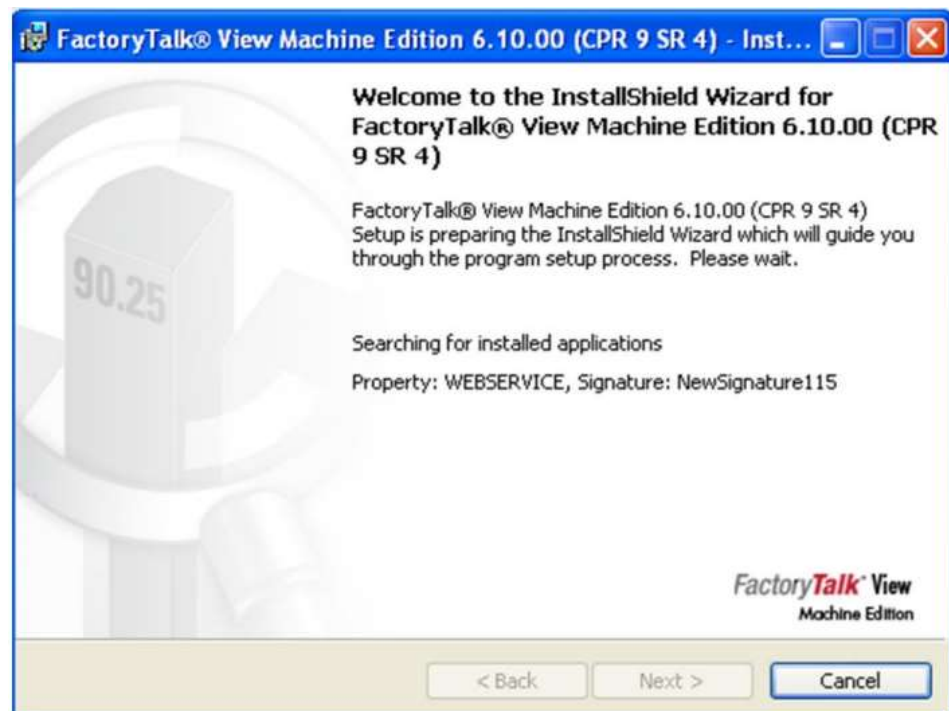 FactoryTalk® View Machine Edition 6.10.00 (CPR 9 SR 4) - Inst...
Welcome to the InstallShield Wizard for
FactoryTalk® View Machine Edition 6.10.00 (CPR
9 SR 4)
FactoryTalk® View Machine Edition 6.10.00 (CPR 9 SR 4)
Setup is preparing the InstallShield Wizard which will guide you
through the program setup process. Please wait.
90.25
Searching for installed applications
Property: WEBSERVICE, Signature: NewSignature115
FactoryTalk® View
Machine Edition
< Back
Next >
Cancel